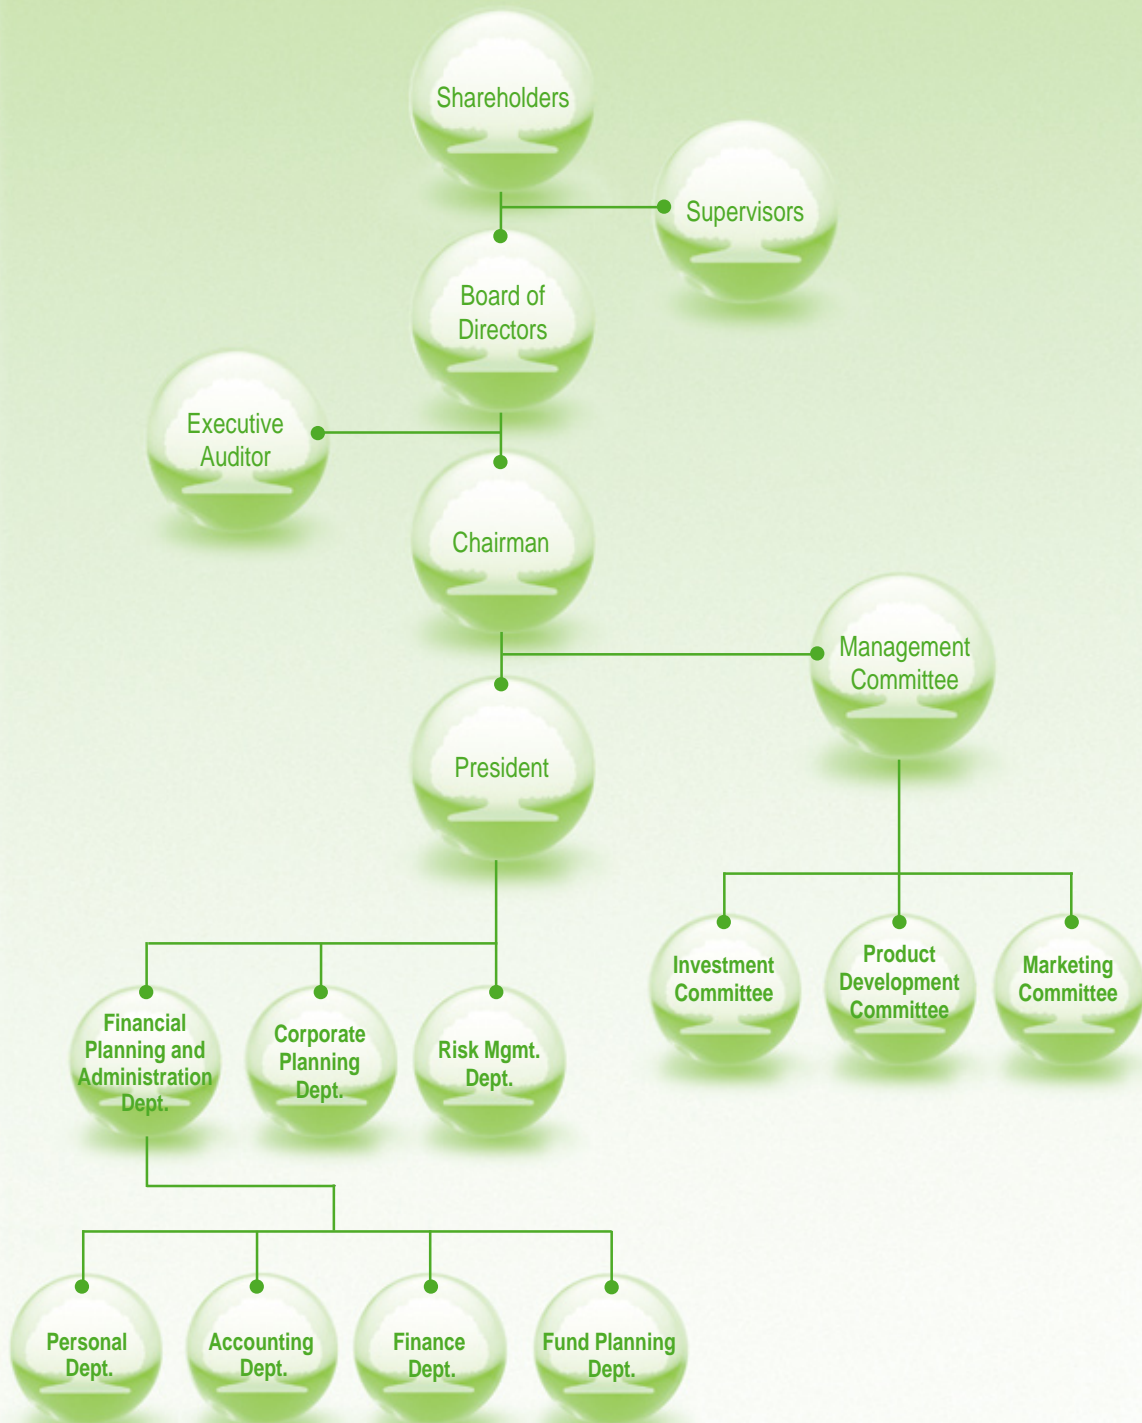 Shareholders
Supervisors
Board of
Directors
Executive
Auditor
Chairman
Management
Committee
President
Investment
Committee
Product
Development
Committee
Marketing
Committee
Financial
Planning and
Administration
Dept.
Corporate
Planning
Dept.
Risk Mgmt.
Dept.
Personal
Dept.
Accounting
Dept.
Finance
Dept.
Fund Planning
Dept.